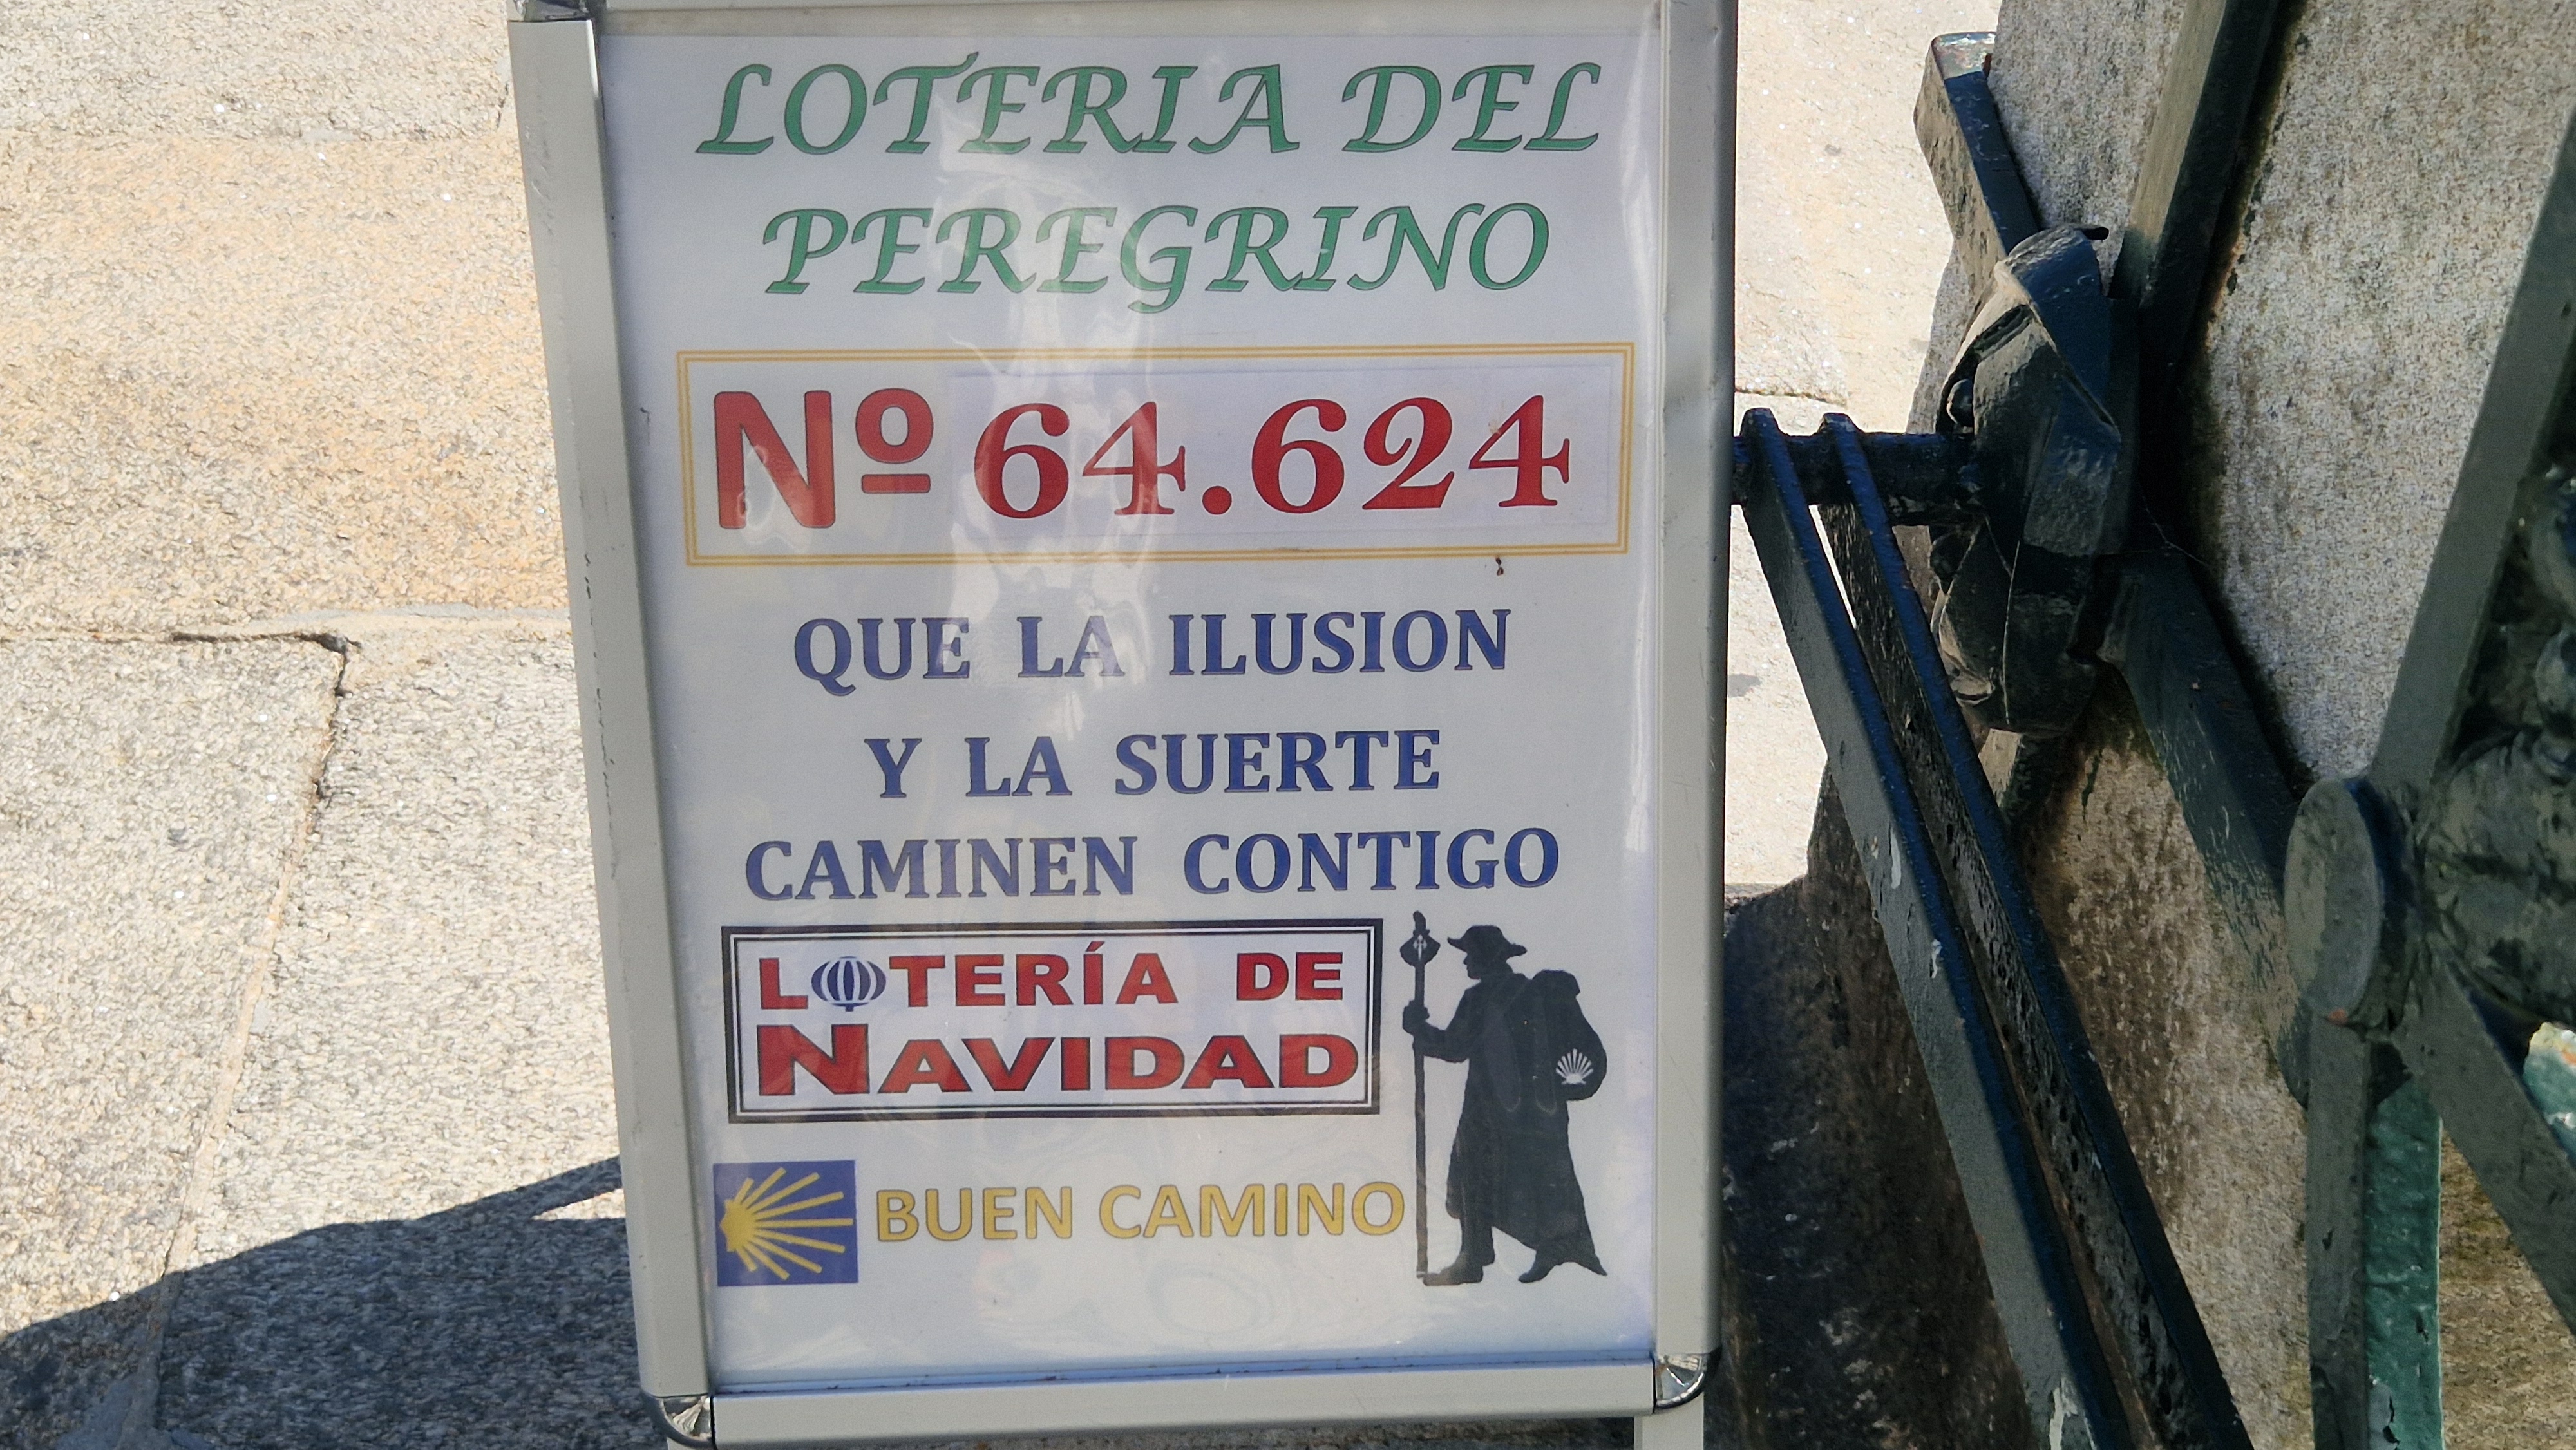 LOTERIA DEL
PEREGRINO
Nº 64.624
QUE LA ILUSION
Y LA SUERTE
CAMINEN CONTIGO
LOTERÍA DE
NAVIDAD
BUEN CAMINO